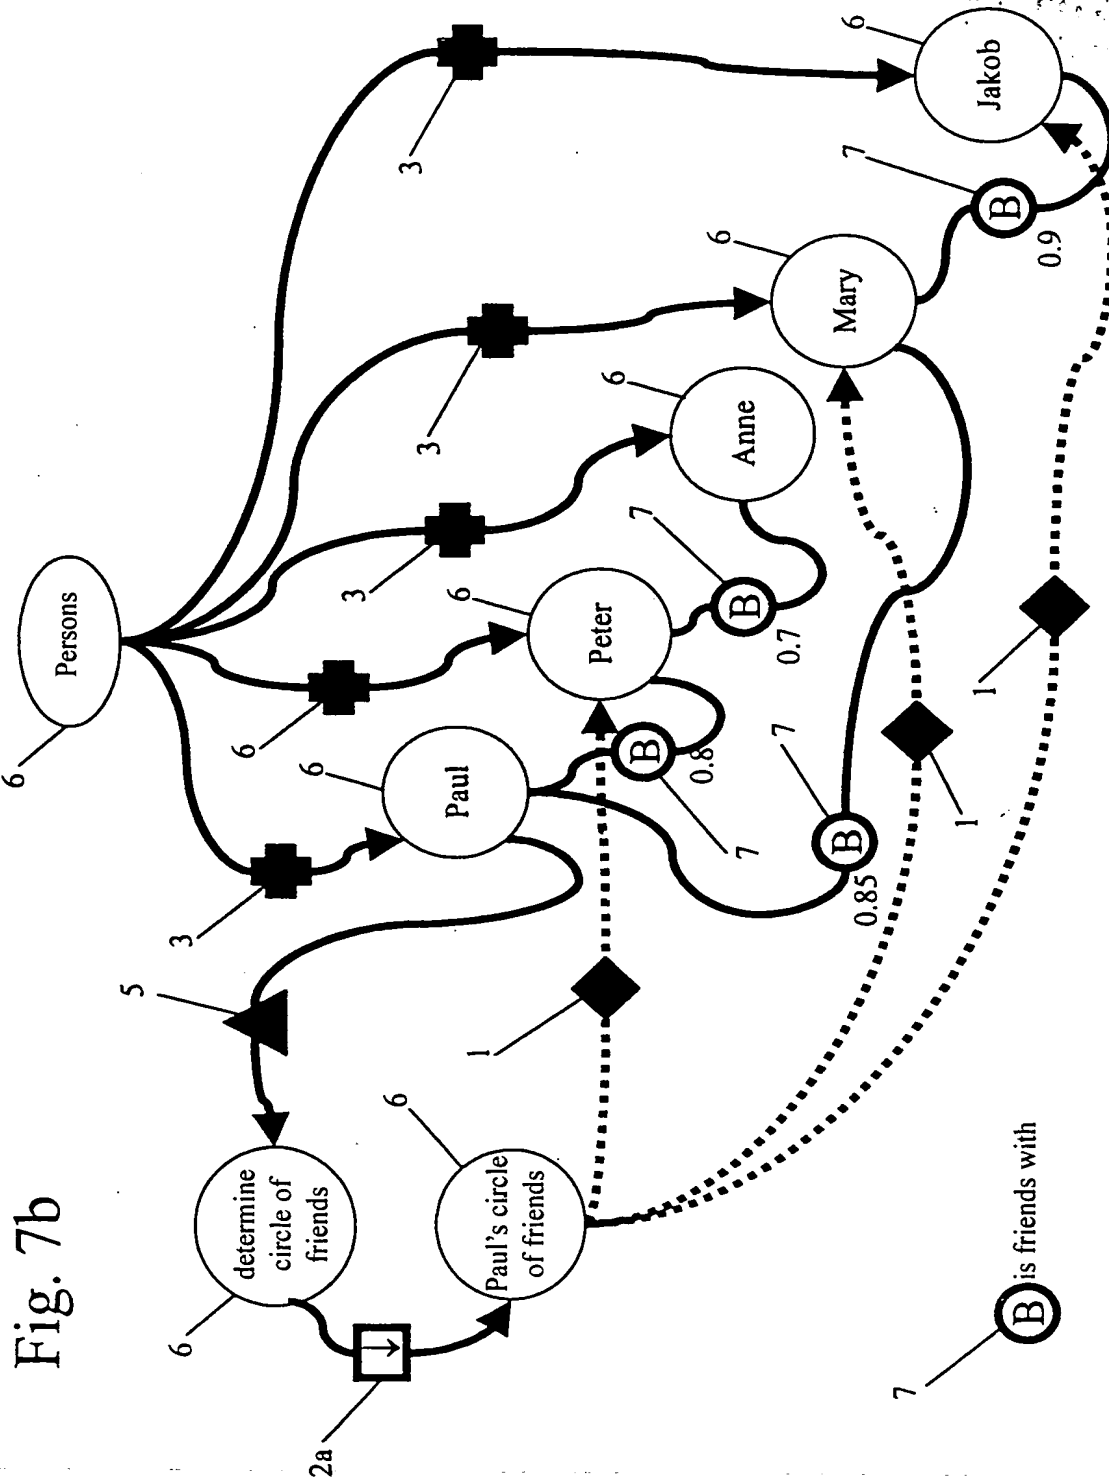 Fig. 7b
6
Persons
3
6
3
3
3
5
6
Paul
6
Peter
6
Anne
6
Mary
6
Jakob
6
determine
circle of
friends
2a
↓
6
Paul's circle
of friends
1
1
1
B
0.8
7
B
0.7
7
B
0.85
7
B
0.9
7
7
B is friends with